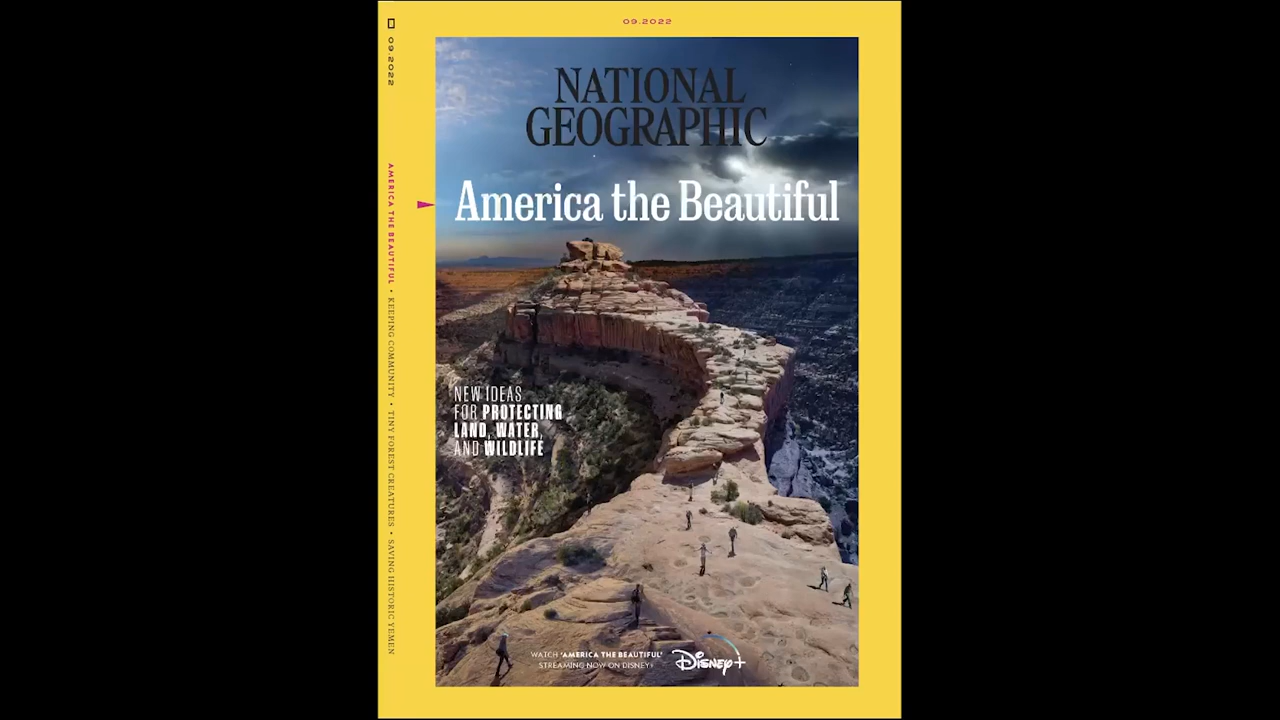 09.2022
09.2022
AMERICA THE BEAUTIFUL • KEEPING COMMUNITY • TINY FOREST CREATURES • SAVING HISTORIC YEMEN
NATIONAL
GEOGRAPHIC
America the Beautiful
NEW IDEAS
FOR PROTECTING
LAND, WATER,
AND WILDLIFE
WATCH 'AMERICA THE BEAUTIFUL'
STREAMING NOW ON DISNEY+
Disney+